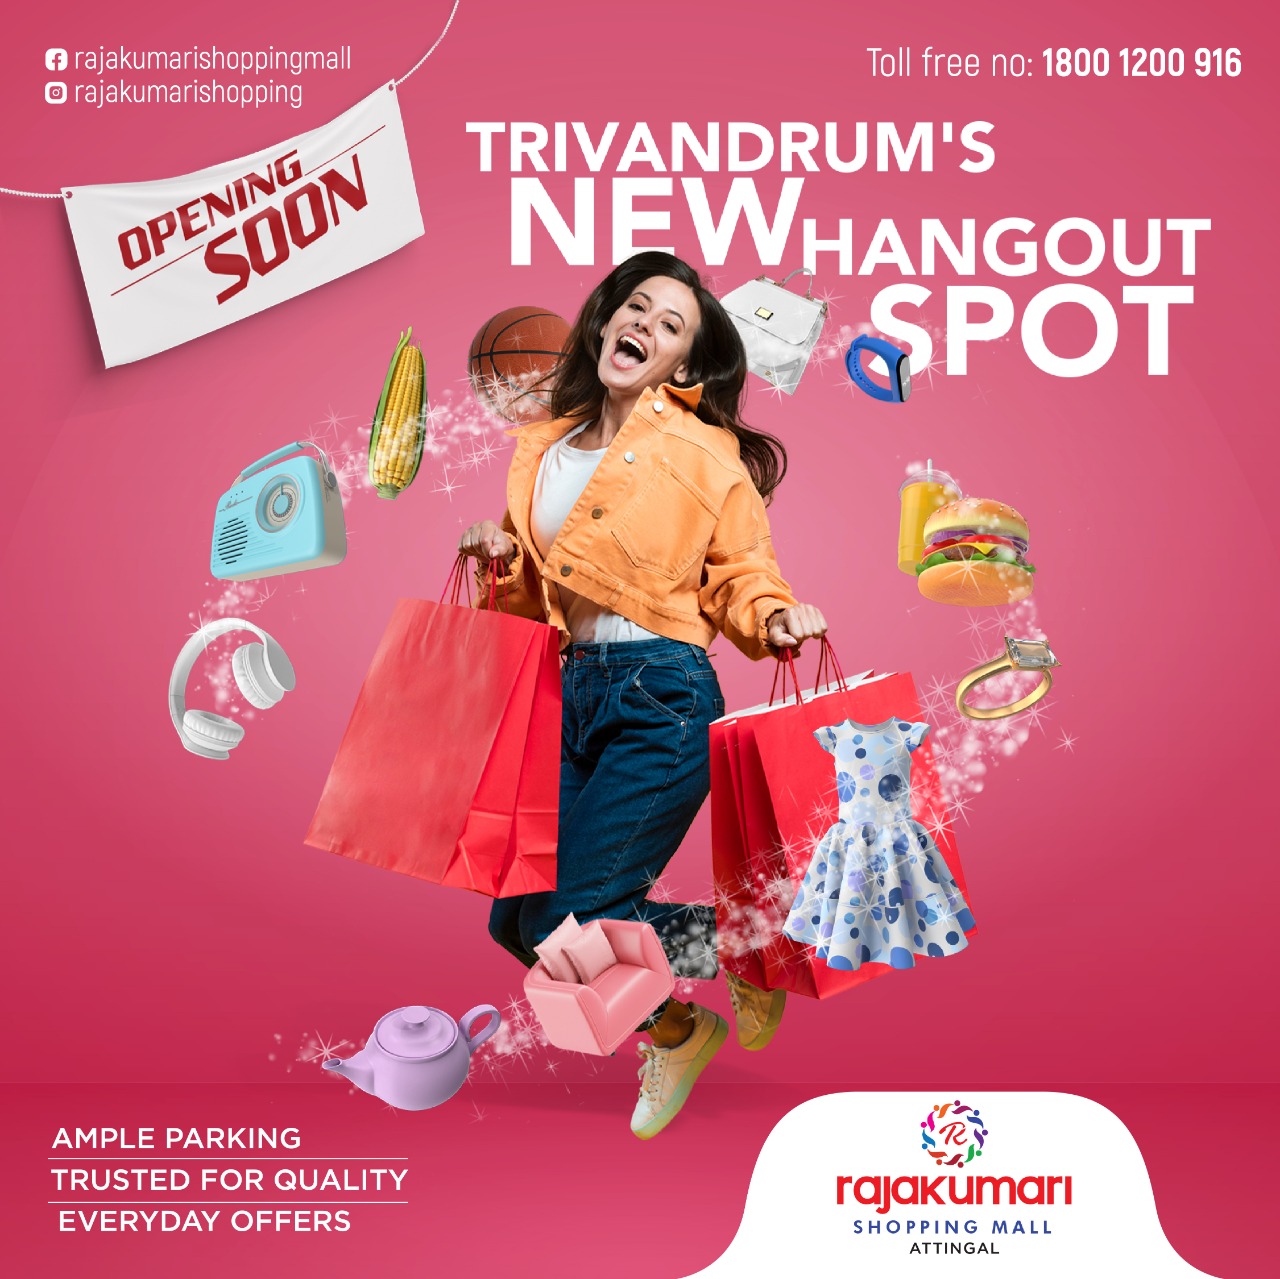 rajakumarishoppingmall
rajakumarishopping
Toll free no: 1800 1200 916
OPENING
SOON
TRIVANDRUM'S
NEW HANGOUT
SPOT
AMPLE PARKING
TRUSTED FOR QUALITY
EVERYDAY OFFERS
R
rajakumari
SHOPPING MALL
ATTINGAL